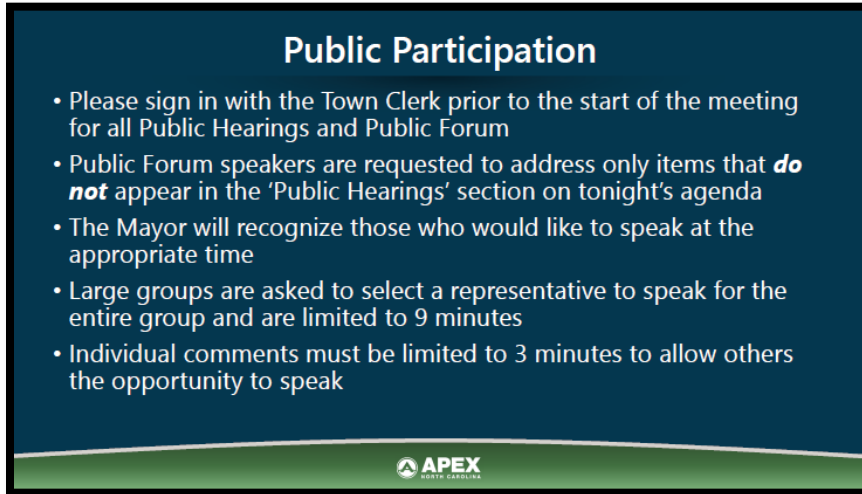 Public Participation
• Please sign in with the Town Clerk prior to the start of the meeting
for all Public Hearings and Public Forum
• Public Forum speakers are requested to address only items that do
not appear in the ‘Public Hearings’ section on tonight’s agenda
• The Mayor will recognize those who would like to speak at the
appropriate time
• Large groups are asked to select a representative to speak for the
entire group and are limited to 9 minutes
• Individual comments must be limited to 3 minutes to allow others
the opportunity to speak
APEX
NORTH CAROLINA